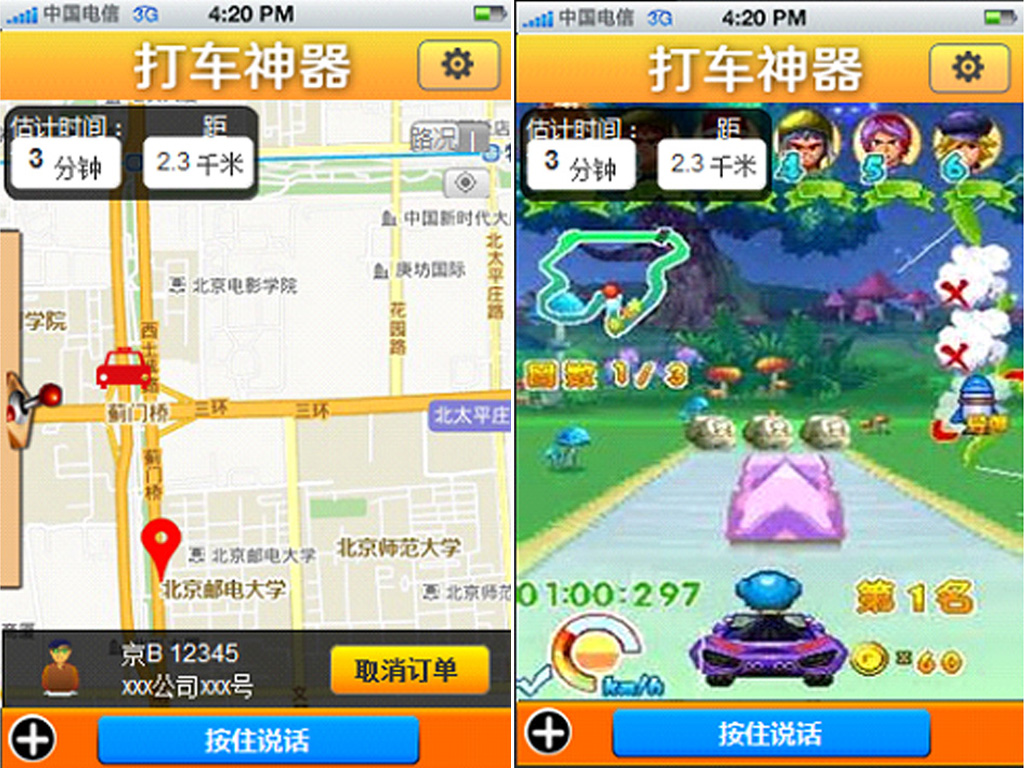 中国电信 3G 4:20 PM
打车神器
估计时间： 距
3 分钟 2.3 千米
路况
中国新时代大
北太平庄路
庚坊国际
北京电影学院
学院
花园路
西土城路
蓟门桥
三环 三环
北太平庄
蓟门桥
北京邮电大学
北京师范大学
北京邮电大学
北京师范
京B 12345
xxx公司xxx号
取消订单
按住说话
中国电信 3G 4:20 PM
打车神器
估计时间： 距
3 分钟 2.3 千米
4 5 6
圈数 1/3
01:00:297
第1名
=60
km/h
按住说话